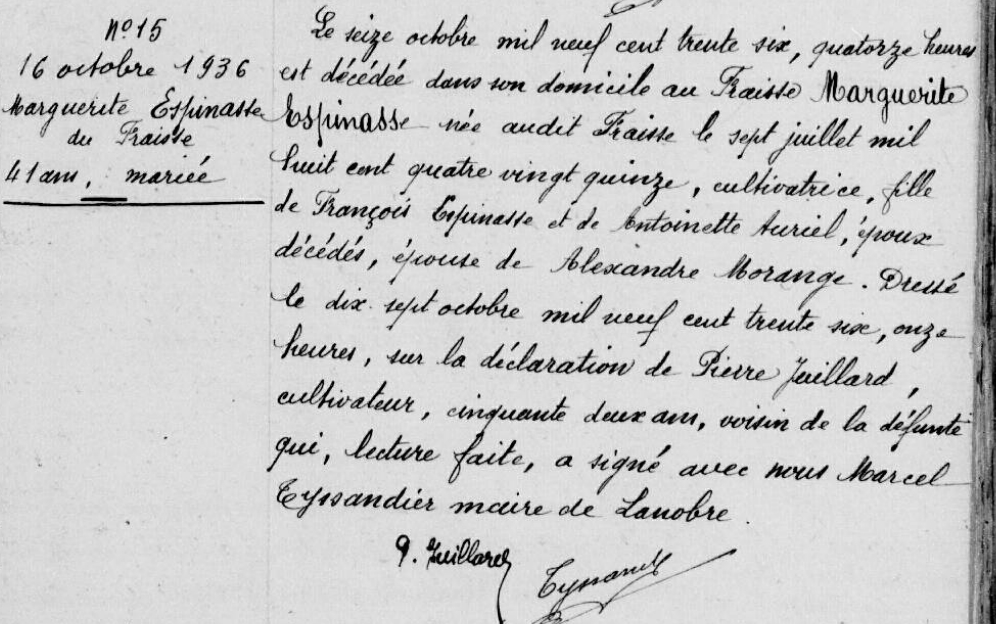 N° 15
16 octobre 1936
Marguerite Espinasse
du Fraisse
41 ans, mariée
Le seize octobre mil neuf cent trente six, quatorze heures
est décédée dans son domicile au Fraisse Marguerite
Espinasse née audit Fraisse le sept juillet mil
huit cent quatre vingt quinze, cultivatrice, fille
de François Espinasse et de Antoinette Auriel, époux
décédés, épouse de Alexandre Morange. Dressé
le dix-sept octobre mil neuf cent trente six, onze
heures, sur la déclaration de Pierre Juillard,
cultivateur, cinquante deux ans, voisin de la défunte
qui, lecture faite, a signé avec nous Marcel
Tyssandier maire de Lanobre.
P. Juillard